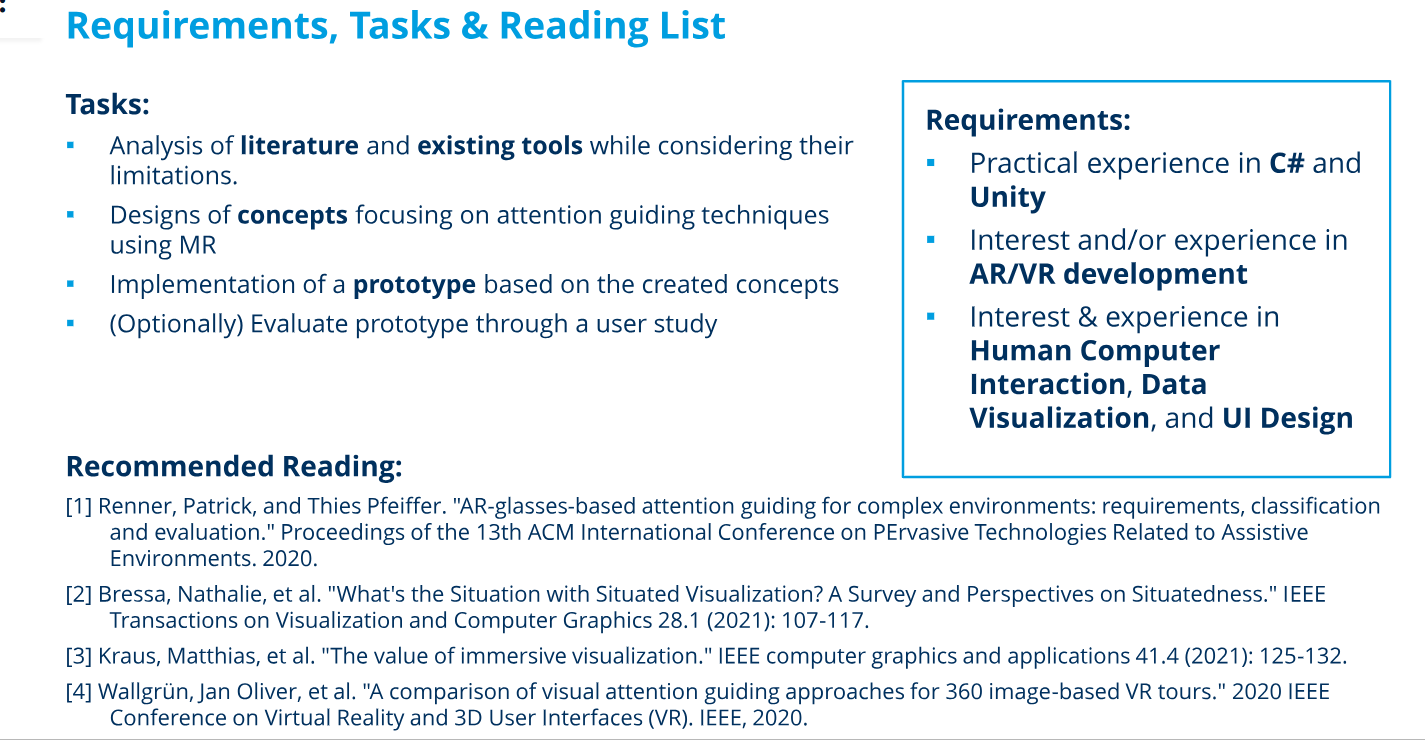 :
Requirements, Tasks & Reading List
Tasks:
▪ Analysis of literature and existing tools while considering their
limitations.
▪ Designs of concepts focusing on attention guiding techniques
using MR
▪ Implementation of a prototype based on the created concepts
▪ (Optionally) Evaluate prototype through a user study
Requirements:
▪ Practical experience in C# and
Unity
▪ Interest and/or experience in
AR/VR development
▪ Interest & experience in
Human Computer
Interaction, Data
Visualization, and UI Design
Recommended Reading:
[1] Renner, Patrick, and Thies Pfeiffer. "AR-glasses-based attention guiding for complex environments: requirements, classification
and evaluation." Proceedings of the 13th ACM International Conference on PErvasive Technologies Related to Assistive
Environments. 2020.
[2] Bressa, Nathalie, et al. "What's the Situation with Situated Visualization? A Survey and Perspectives on Situatedness." IEEE
Transactions on Visualization and Computer Graphics 28.1 (2021): 107-117.
[3] Kraus, Matthias, et al. "The value of immersive visualization." IEEE computer graphics and applications 41.4 (2021): 125-132.
[4] Wallgrün, Jan Oliver, et al. "A comparison of visual attention guiding approaches for 360 image-based VR tours." 2020 IEEE
Conference on Virtual Reality and 3D User Interfaces (VR). IEEE, 2020.